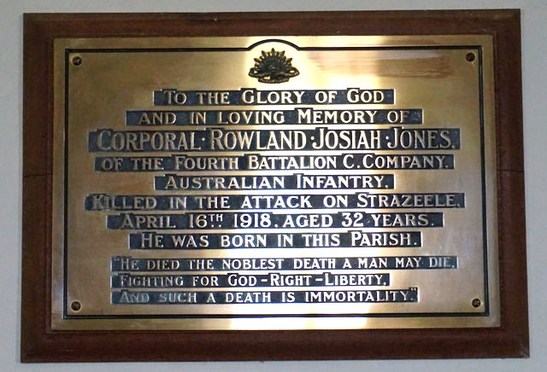 To the Glory of God
and in loving Memory of
Corporal·Rowland·Josiah·Jones.
of the Fourth Battalion C.Company.
Australian Infantry.
Killed in the attack on Strazeele.
April 16th 1918. aged 32 years.
He was born in this Parish.
"He died the noblest death a man may die,
Fighting for God-Right-Liberty,
And such a death is immortality."